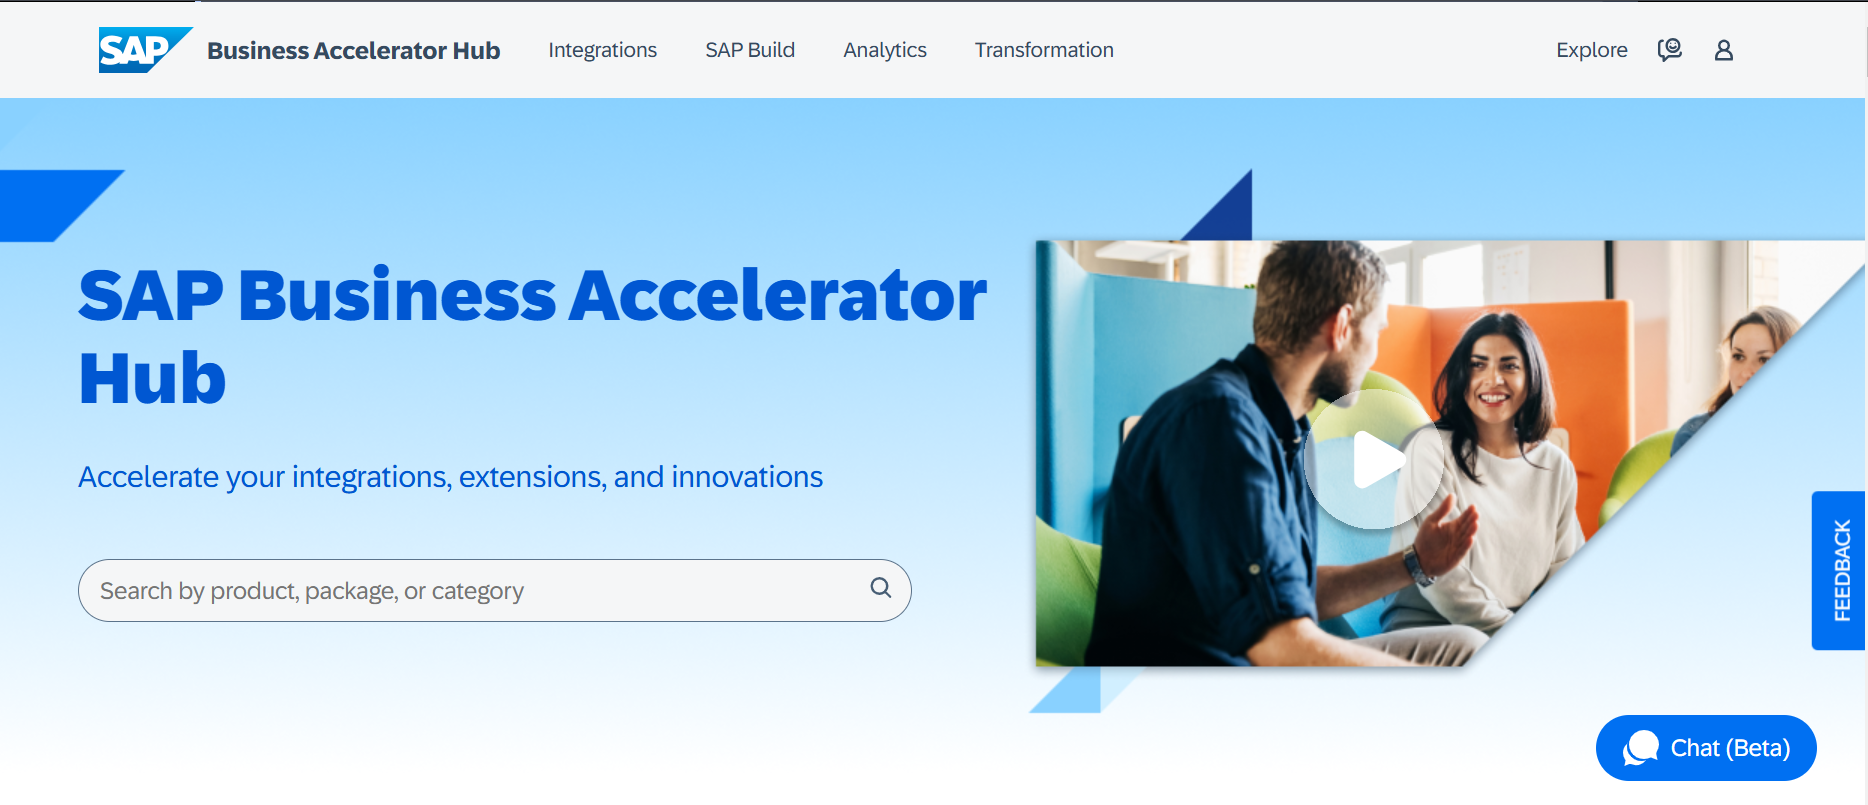 SAP Business Accelerator Hub Integrations SAP Build Analytics Transformation Explore
SAP Business Accelerator
Hub
Accelerate your integrations, extensions, and innovations
Search by product, package, or category
FEEDBACK
Chat (Beta)